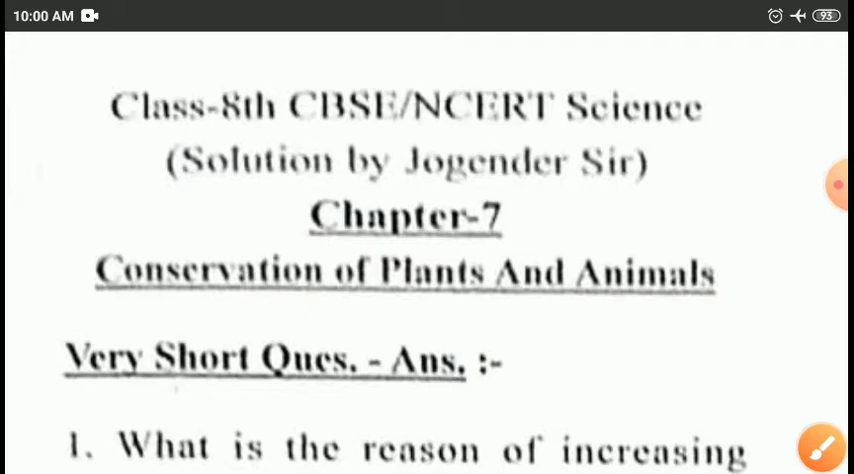 10:00 AM
93
Class-8th CBSE/NCERT Science
(Solution by Jogender Sir)
Chapter-7
Conservation of Plants And Animals
Very Short Ques. - Ans. :-
1. What is the reason of increasing